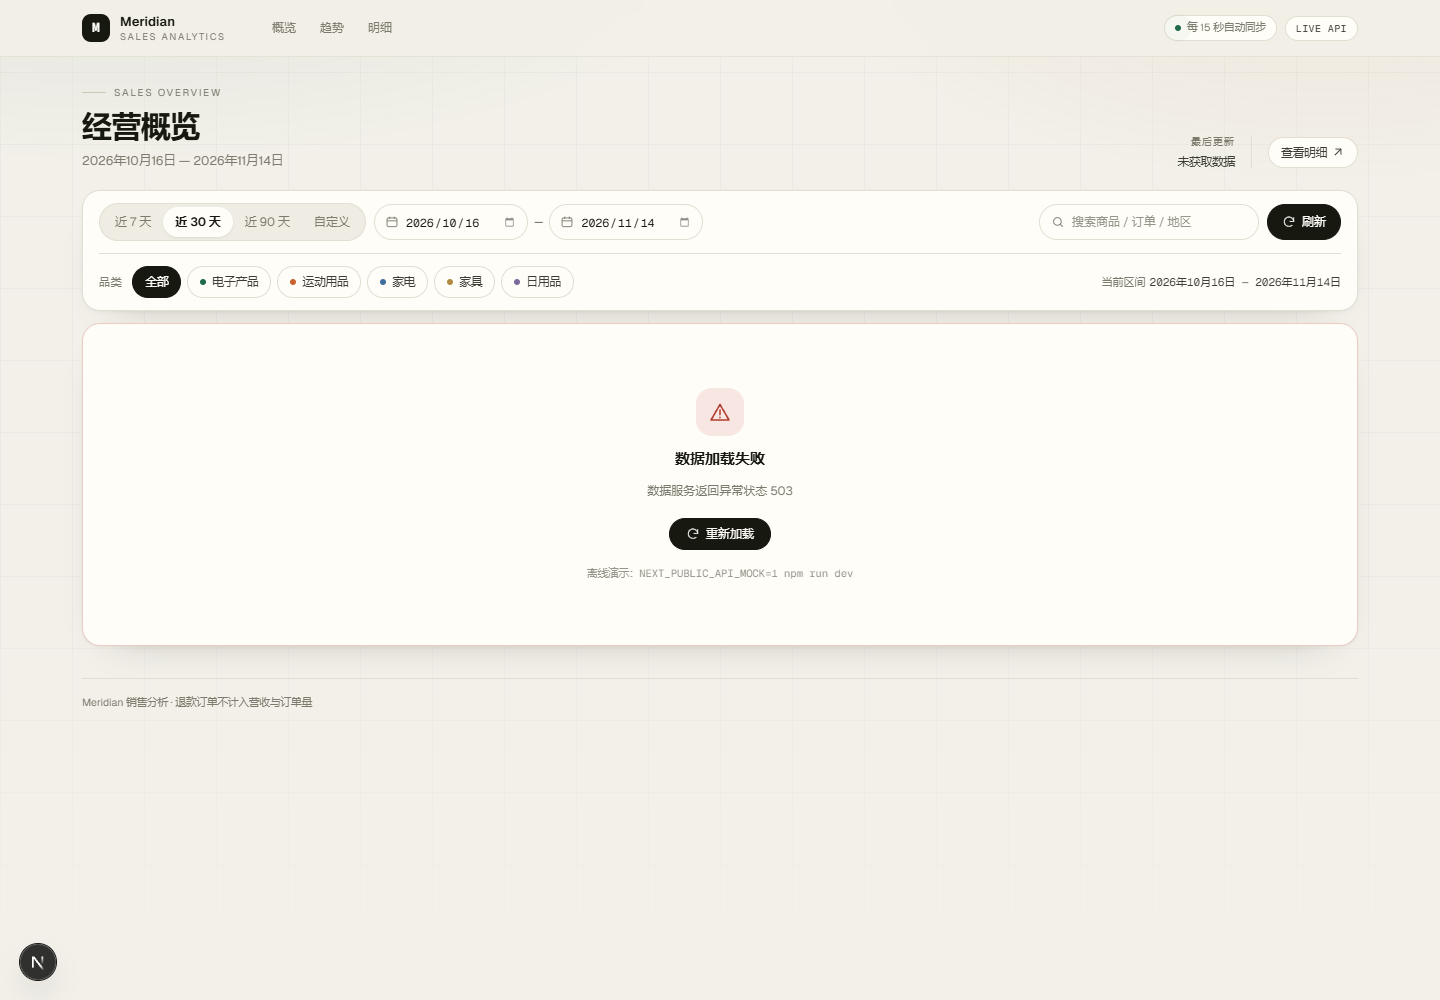 M
Meridian
SALES ANALYTICS
概览
趋势
明细
每 15 秒自动同步
LIVE API
SALES OVERVIEW
经营概览
2026年10月16日 — 2026年11月14日
最后更新
未获取数据
查看明细
近 7 天
近 30 天
近 90 天
自定义
2026/10/16
—
2026/11/14
搜索商品 / 订单 / 地区
刷新
品类
全部
电子产品
运动用品
家电
家具
日用品
当前区间 2026年10月16日 – 2026年11月14日
数据加载失败
数据服务返回异常状态 503
重新加载
离线演示：NEXT_PUBLIC_API_MOCK=1 npm run dev
Meridian 销售分析 · 退款订单不计入营收与订单量
N